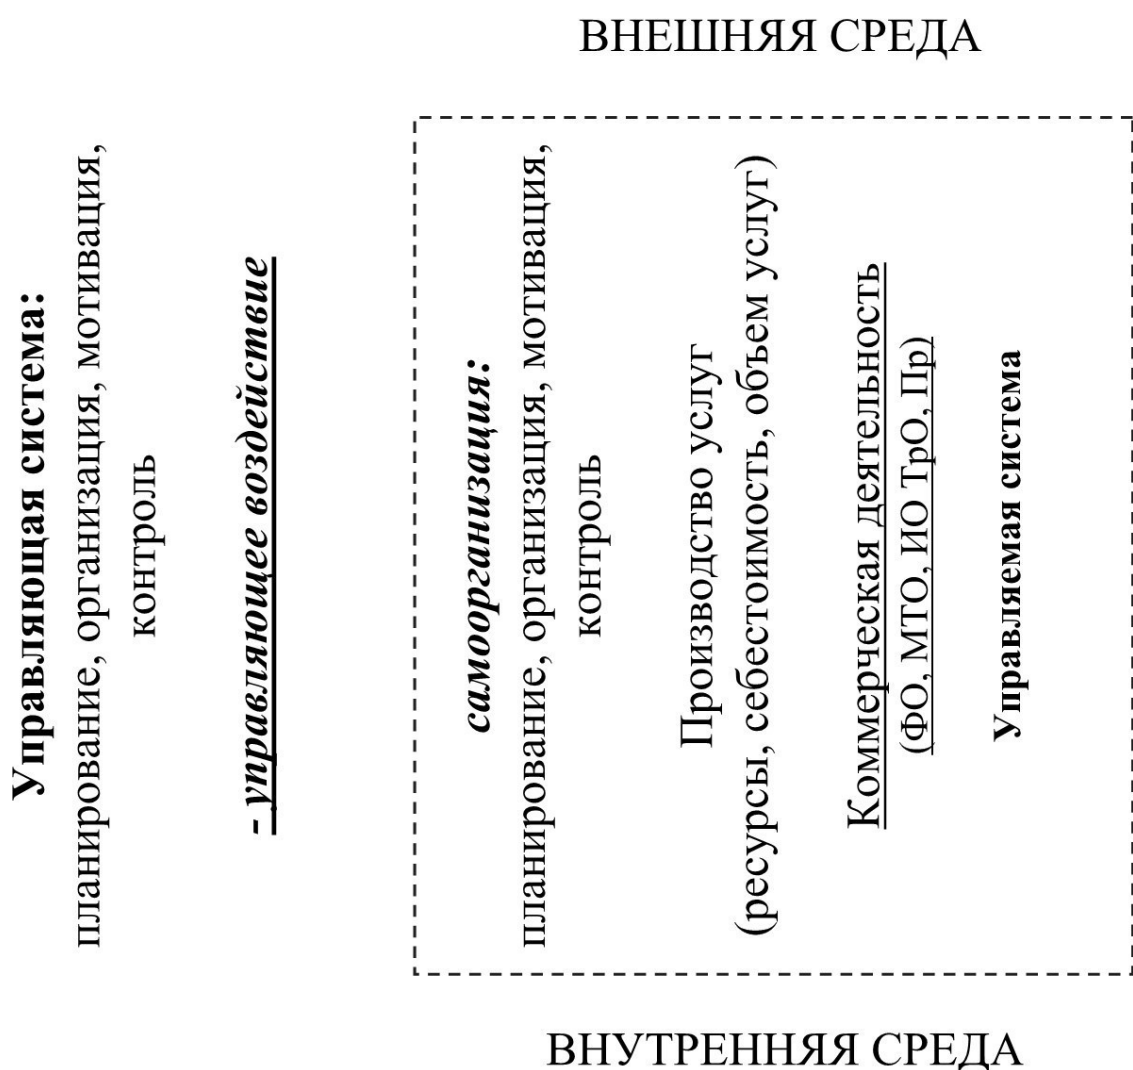 ВНЕШНЯЯ СРЕДА
Управляющая система:
планирование, организация, мотивация,
контроль
- управляющее воздействие
самоорганизация:
планирование, организация, мотивация,
контроль
Производство услуг
(ресурсы, себестоимость, объем услуг)
Коммерческая деятельность
(ФО, МТО, ИО ТрО, Пр)
Управляемая система
ВНУТРЕННЯЯ СРЕДА